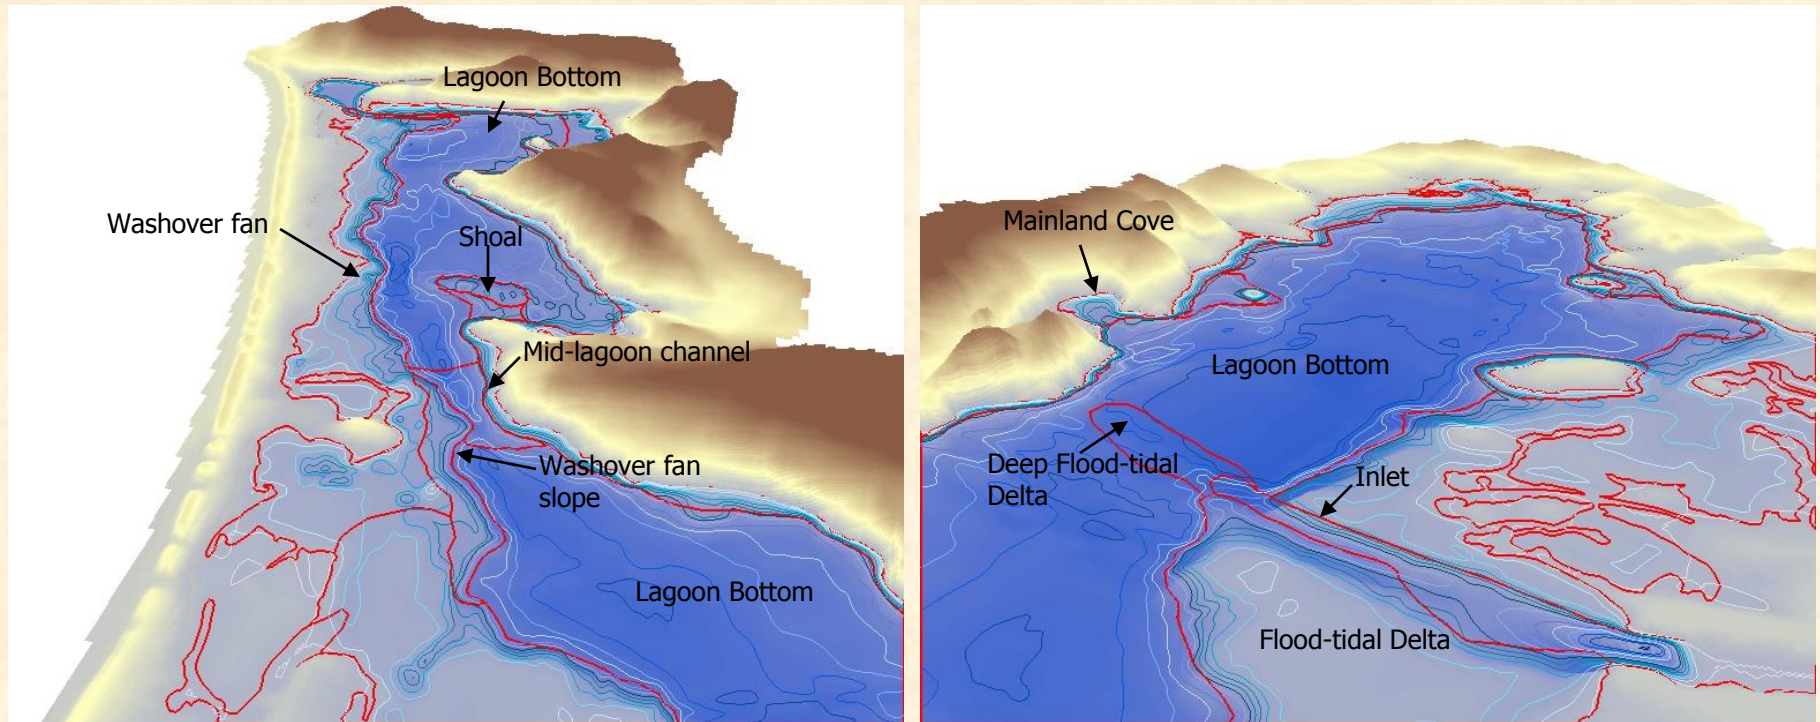 Lagoon Bottom
Washover fan
Shoal
Mid-lagoon channel
Washover fan
slope
Lagoon Bottom
Mainland Cove
Lagoon Bottom
Deep Flood-tidal
Delta
Inlet
Flood-tidal Delta